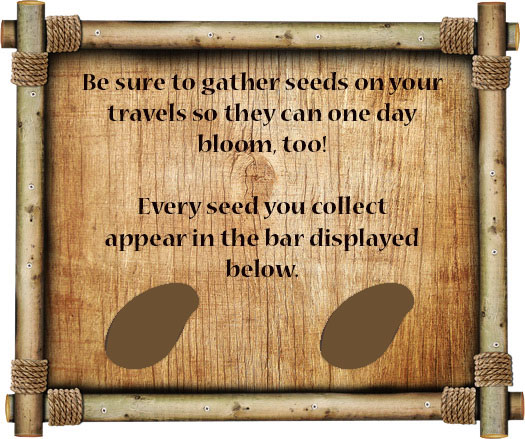 Be sure to gather seeds on your
travels so they can one day
bloom, too!
Every seed you collect
appear in the bar displayed
below.